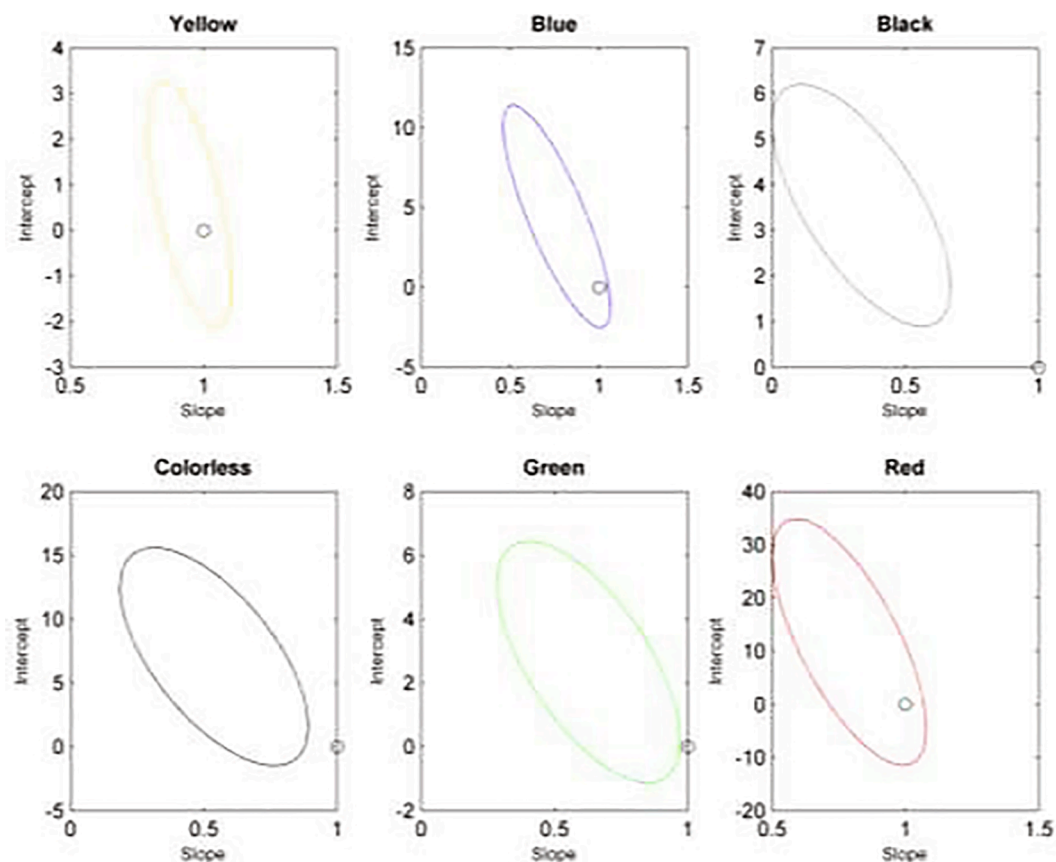 Yellow Blue Black
4 15 7
3 6
2 10 5
Intercept 1 Intercept 5 Intercept 4
0 3
-1 0 2
-2 1
-3 -5 0
0.5 1 1.5 0 0.5 1 1.5 0 0.5 1
Slope Slope Slope
Colorless Green Red
20 8 40
15 6 30
10 4 20
Intercept 5 Intercept 2 Intercept 10
0 0 0
-10
-5 -2 -20
0 0.5 1 0 0.5 1 0.5 1 1.5
Slope Slope Slope